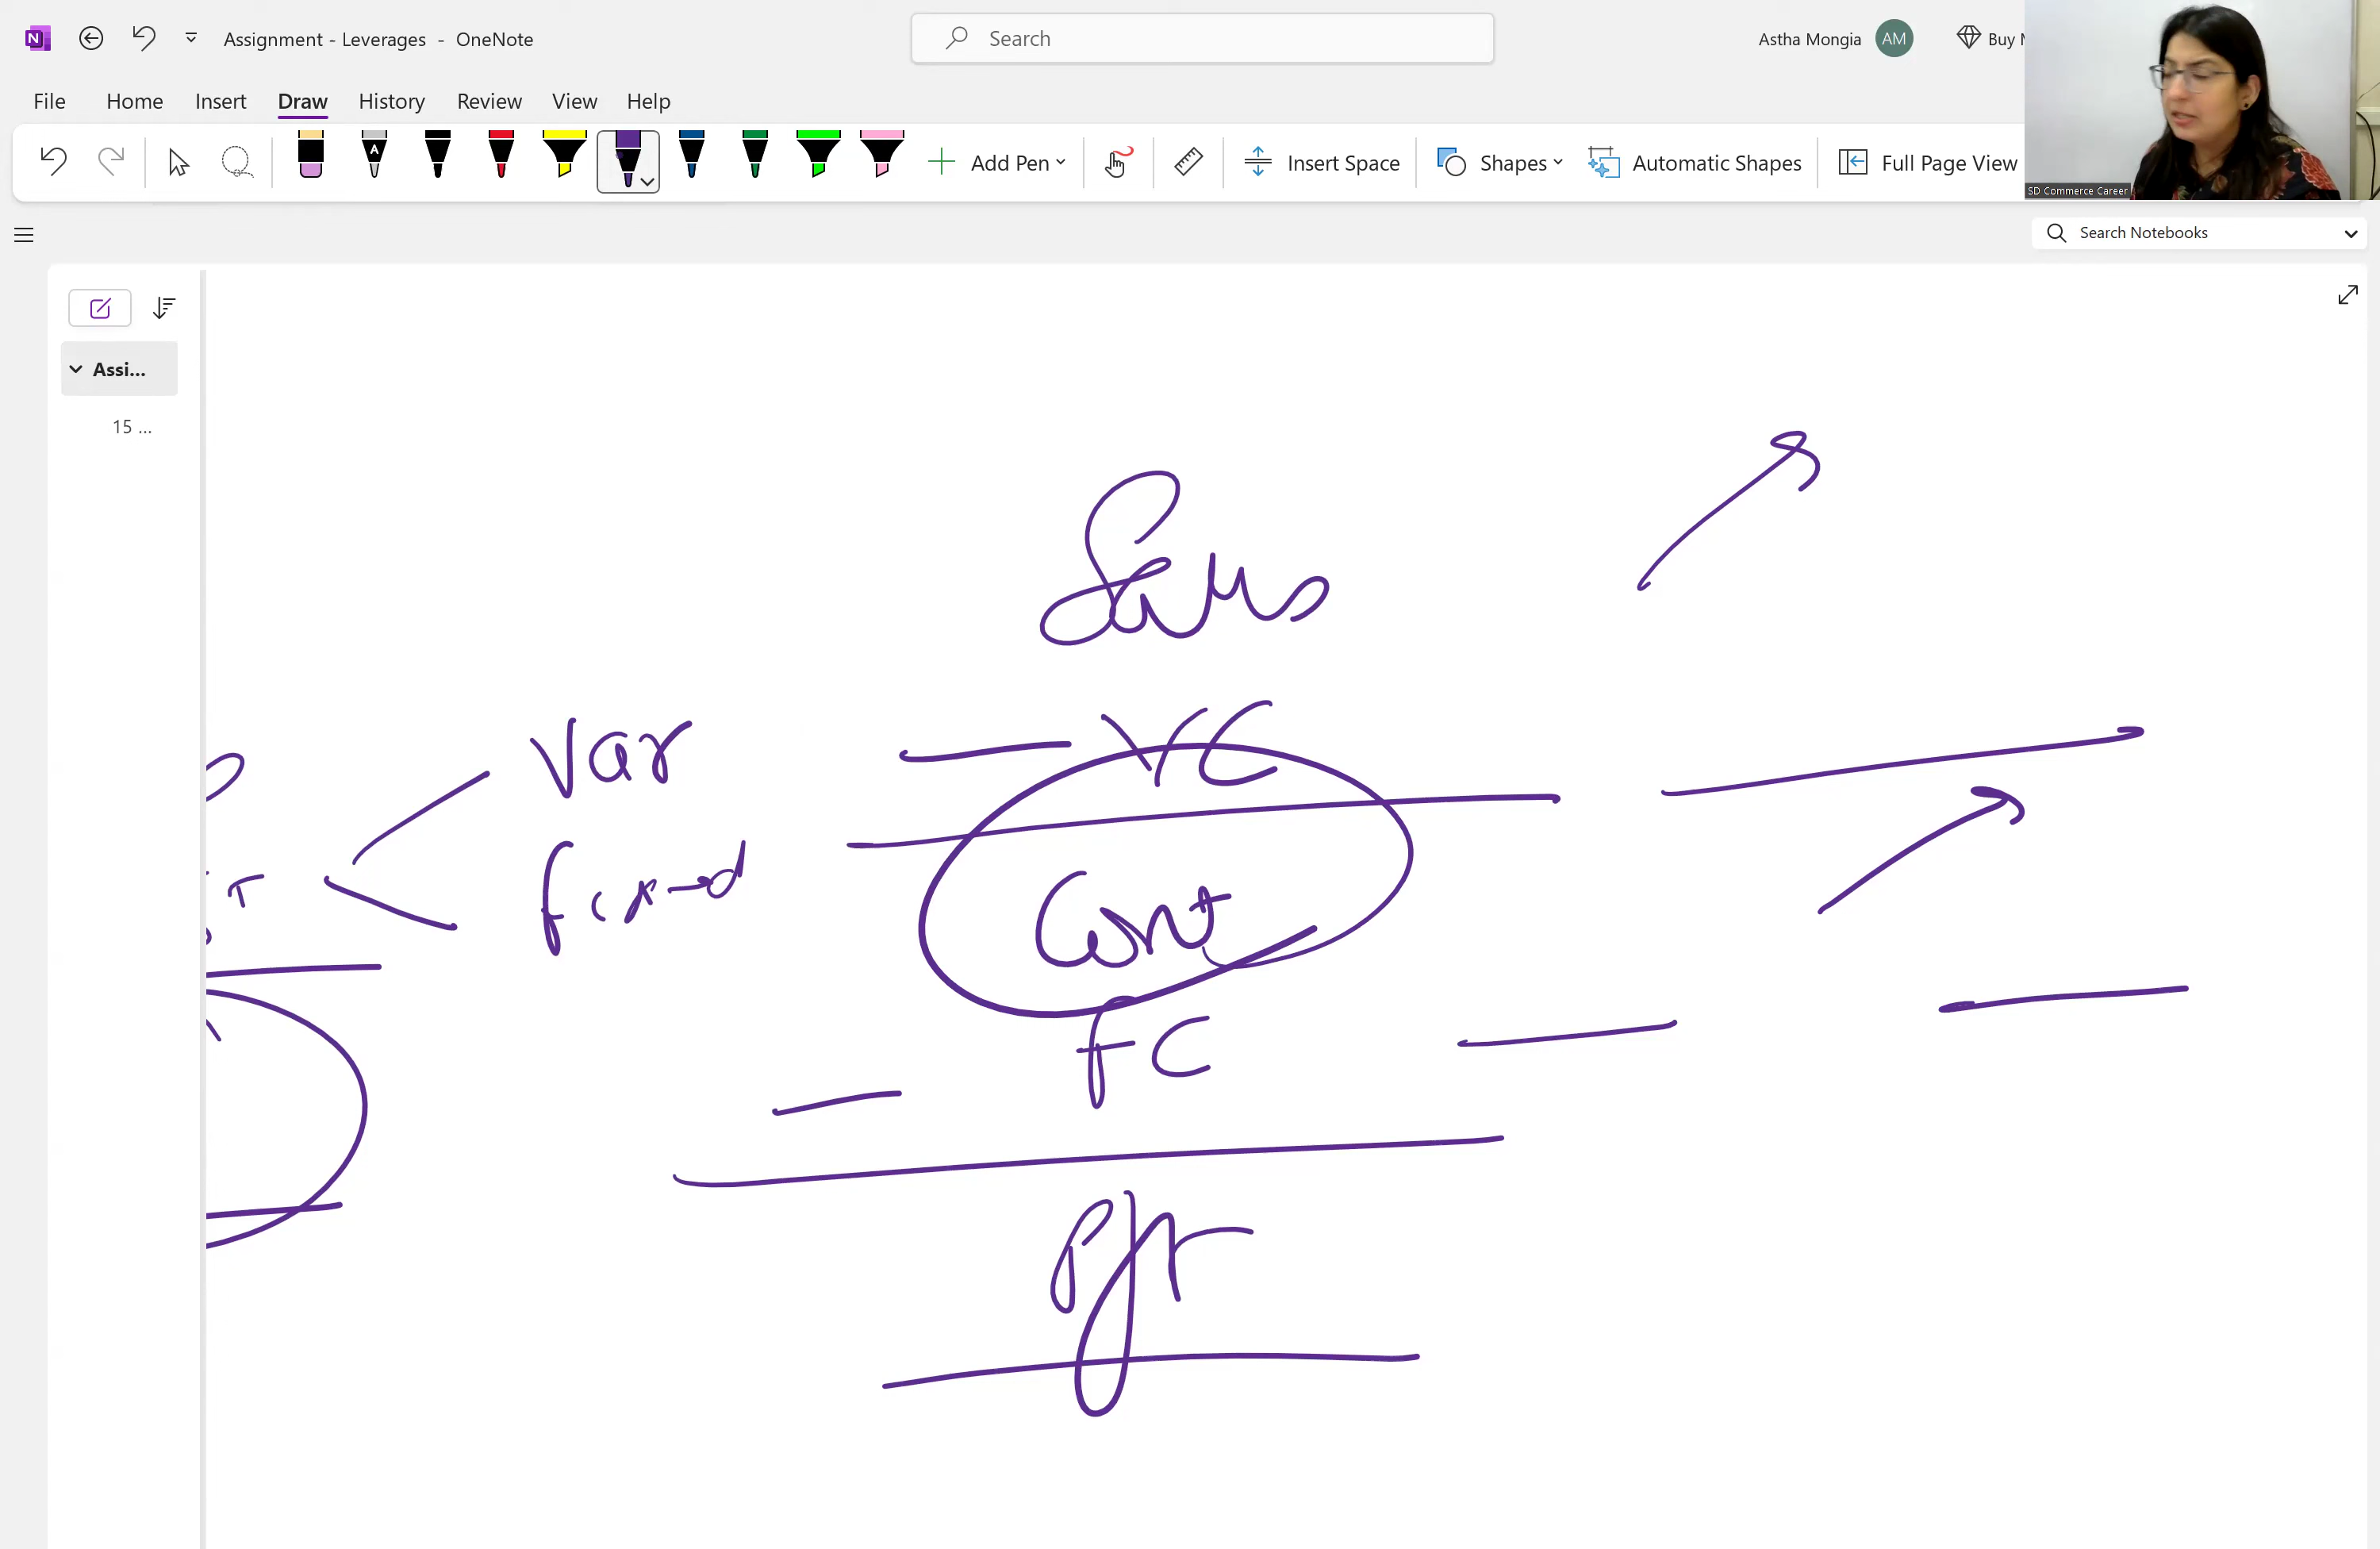 Assignment - Leverages - OneNote
Search
Astha Mongia AM
Buy
File Home Insert Draw History Review View Help
A
Add Pen
Insert Space
Shapes
Automatic Shapes
Full Page View
SD Commerce Career
Search Notebooks
Assi...
15 ...
Sales
Var - VC
Fixed
Cont
- FC